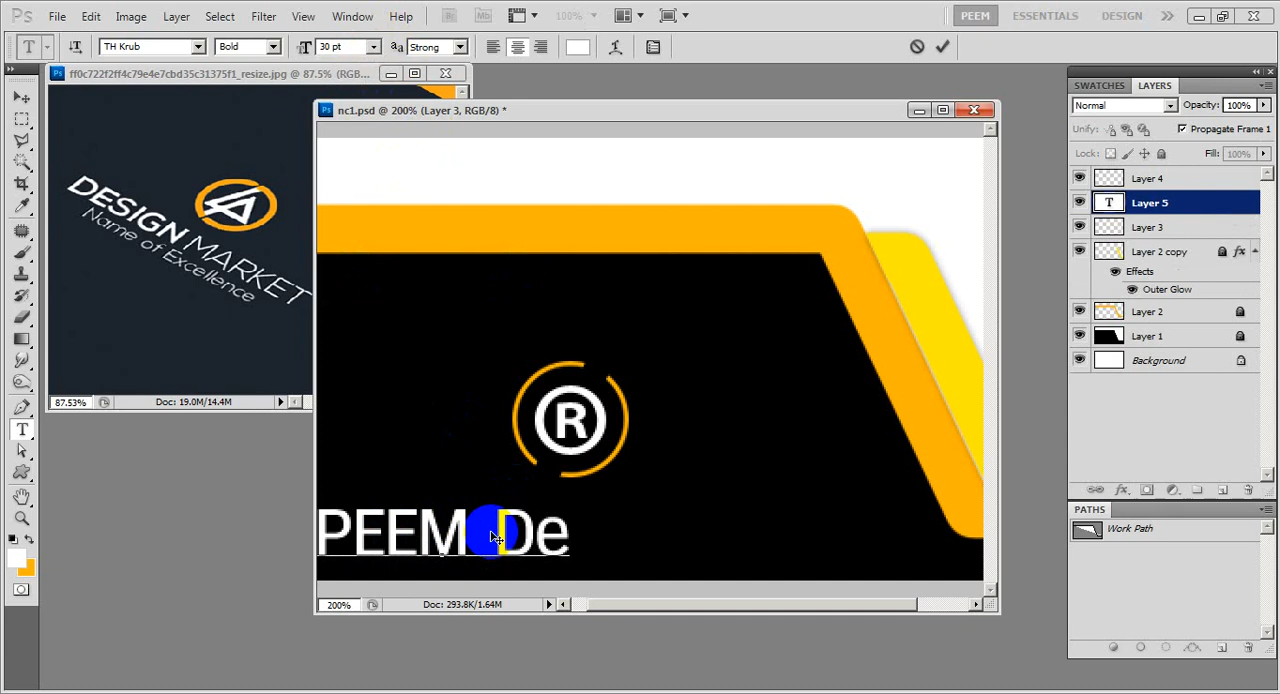 Ps File Edit Image Layer Select Filter View Window Help Br Mb 100% PEEM ESSENTIALS DESIGN
T TH Krub Bold 30 pt aa Strong
ff0c722f2ff4c79e4e7cbd35c31375f1_resize.jpg @ 87.5% (RGB...
DESIGN MARKET
Name of Excellence
87.53% Doc: 19.0M/14.4M
nc1.psd @ 200% (Layer 3, RGB/8) *
®
PEEM De
200% Doc: 293.8K/1.64M
SWATCHES LAYERS
Normal Opacity: 100%
Unify: Propagate Frame 1
Lock: Fill: 100%
Layer 4
T Layer 5
Layer 3
Layer 2 copy fx
Effects
Outer Glow
Layer 2
Layer 1
Background
PATHS
Work Path